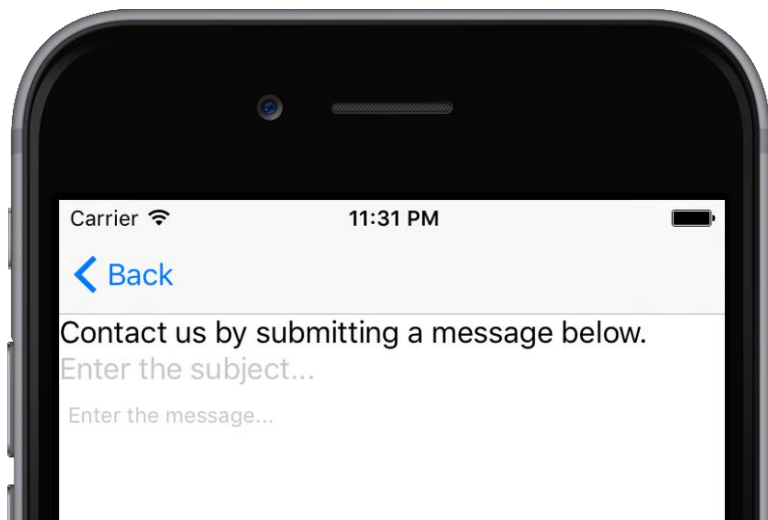 Carrier 11:31 PM
Back
Contact us by submitting a message below.
Enter the subject...
Enter the message...